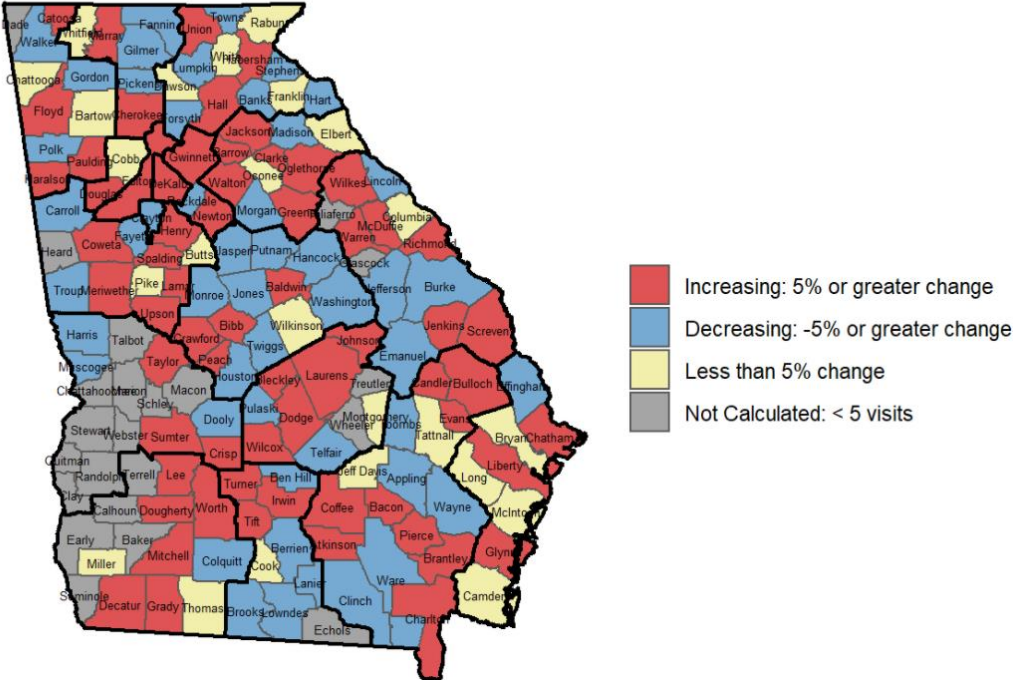 Dade
Catoosa
Whitfield
Murray
Fannin
Union
Towns
Rabun
Walker
Gilmer
White
Habersham
Lumpkin
Stephens
Chattooga
Gordon
Pickens
Dawson
Banks
Franklin
Hart
Floyd
Bartow
Cherokee
Forsyth
Hall
Jackson
Madison
Elbert
Polk
Paulding
Cobb
Gwinnett
Barrow
Clarke
Oglethorpe
Haralson
Fulton
DeKalb
Walton
Oconee
Wilkes
Lincoln
Douglas
Rockdale
Newton
Morgan
Greene
Taliaferro
McDuffie
Columbia
Carroll
Clayton
Fayette
Henry
Warren
Richmond
Heard
Coweta
Spalding
Butts
Jasper
Putnam
Hancock
Glascock
Jefferson
Burke
Troup
Meriwether
Pike
Lamar
Monroe
Jones
Baldwin
Washington
Upson
Bibb
Wilkinson
Jenkins
Screven
Harris
Talbot
Crawford
Twiggs
Johnson
Emanuel
Muscogee
Taylor
Peach
Houston
Bleckley
Laurens
Treutlen
Candler
Bulloch
Effingham
Chattahoochee
Marion
Macon
Schley
Pulaski
Dodge
Montgomery
Wheeler
Toombs
Evans
Tattnall
Bryan
Chatham
Stewart
Webster
Sumter
Dooly
Crisp
Wilcox
Telfair
Liberty
Quitman
Randolph
Terrell
Lee
Turner
Ben Hill
Jeff Davis
Appling
Long
Clay
Calhoun
Dougherty
Worth
Irwin
Tift
Coffee
Bacon
Wayne
McIntosh
Early
Baker
Mitchell
Colquitt
Berrien
Atkinson
Pierce
Brantley
Glynn
Miller
Cook
Lanier
Ware
Seminole
Decatur
Grady
Thomas
Brooks
Lowndes
Echols
Clinch
Charlton
Camden
Increasing: 5% or greater change
Decreasing: -5% or greater change
Less than 5% change
Not Calculated: < 5 visits